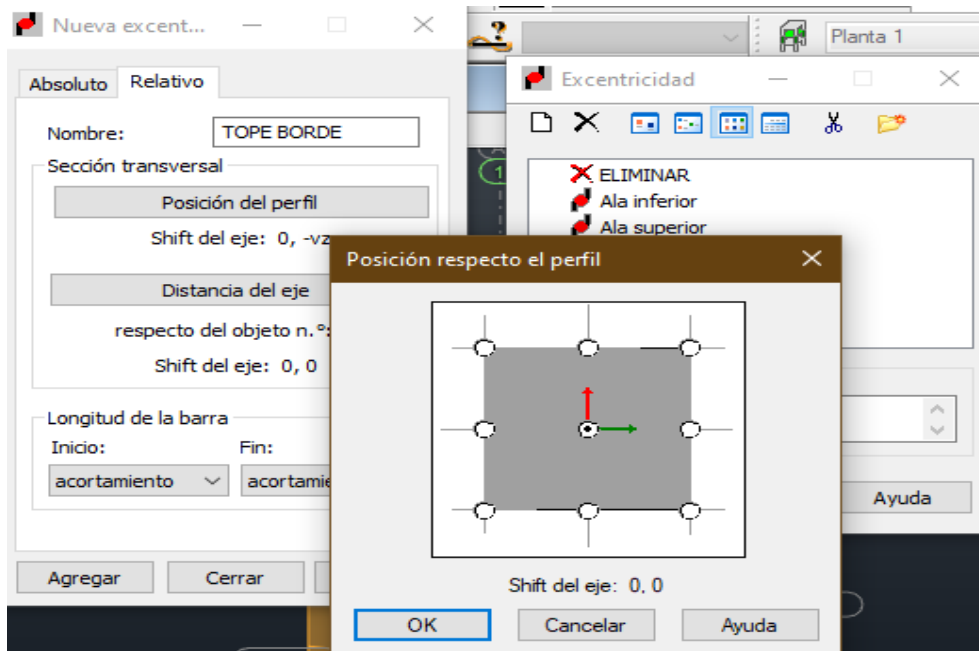 Nueva excent...
Absoluto Relativo
Nombre: TOPE BORDE
Sección transversal
Posición del perfil
Shift del eje: 0, -vz
Distancia del eje
respecto del objeto n.°:
Shift del eje: 0, 0
Longitud de la barra
Inicio: Fin:
acortamiento acortamie
Agregar Cerrar
Planta 1
Excentricidad
ELIMINAR
Ala inferior
Ala superior
Ayuda
1
Posición respecto el perfil
Shift del eje: 0, 0
OK Cancelar Ayuda